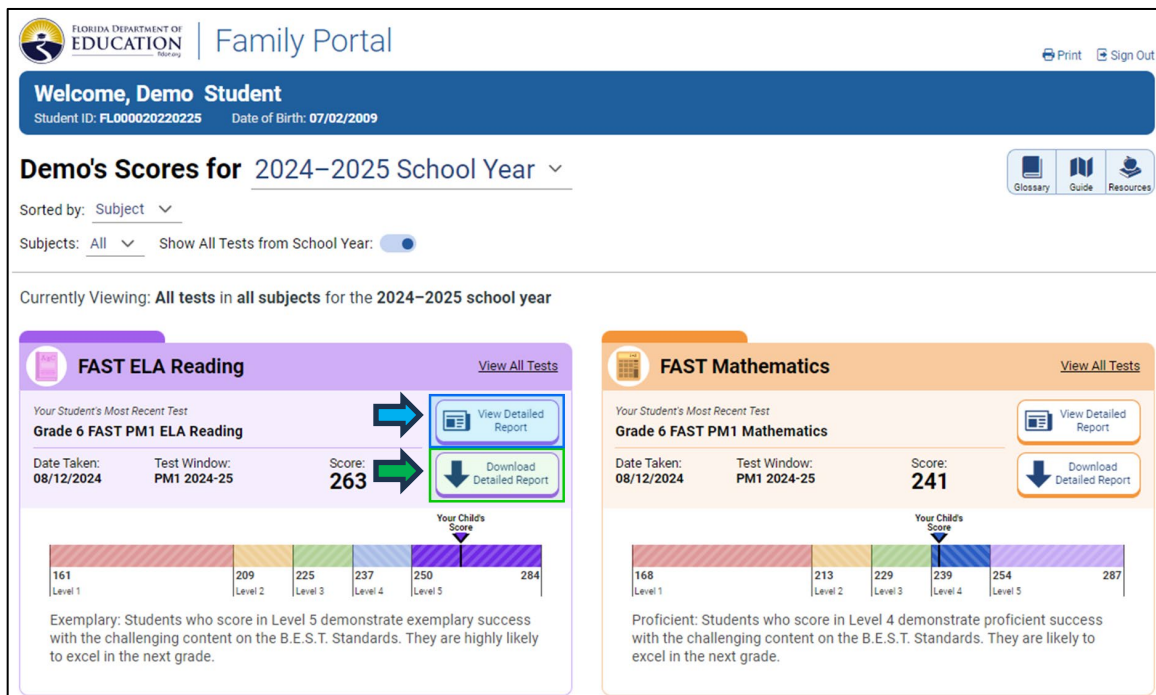 FLORIDA DEPARTMENT OF
EDUCATION
fldoe.org
Family Portal
Print
Sign Out
Welcome, Demo Student
Student ID: FL000020220225 Date of Birth: 07/02/2009
Demo's Scores for 2024–2025 School Year
Glossary
Guide
Resources
Sorted by: Subject
Subjects: All Show All Tests from School Year:
Currently Viewing: All tests in all subjects for the 2024–2025 school year
FAST ELA Reading
View All Tests
Your Student's Most Recent Test
Grade 6 FAST PM1 ELA Reading
View Detailed
Report
Date Taken: Test Window: Score:
08/12/2024 PM1 2024-25 263
Download
Detailed Report
Your Child's
Score
161 209 225 237 250 284
Level 1 Level 2 Level 3 Level 4 Level 5
Exemplary: Students who score in Level 5 demonstrate exemplary success
with the challenging content on the B.E.S.T. Standards. They are highly likely
to excel in the next grade.
FAST Mathematics
View All Tests
Your Student's Most Recent Test
Grade 6 FAST PM1 Mathematics
View Detailed
Report
Date Taken: Test Window: Score:
08/12/2024 PM1 2024-25 241
Download
Detailed Report
Your Child's
Score
168 213 229 239 254 287
Level 1 Level 2 Level 3 Level 4 Level 5
Proficient: Students who score in Level 4 demonstrate proficient success
with the challenging content on the B.E.S.T. Standards. They are likely to
excel in the next grade.